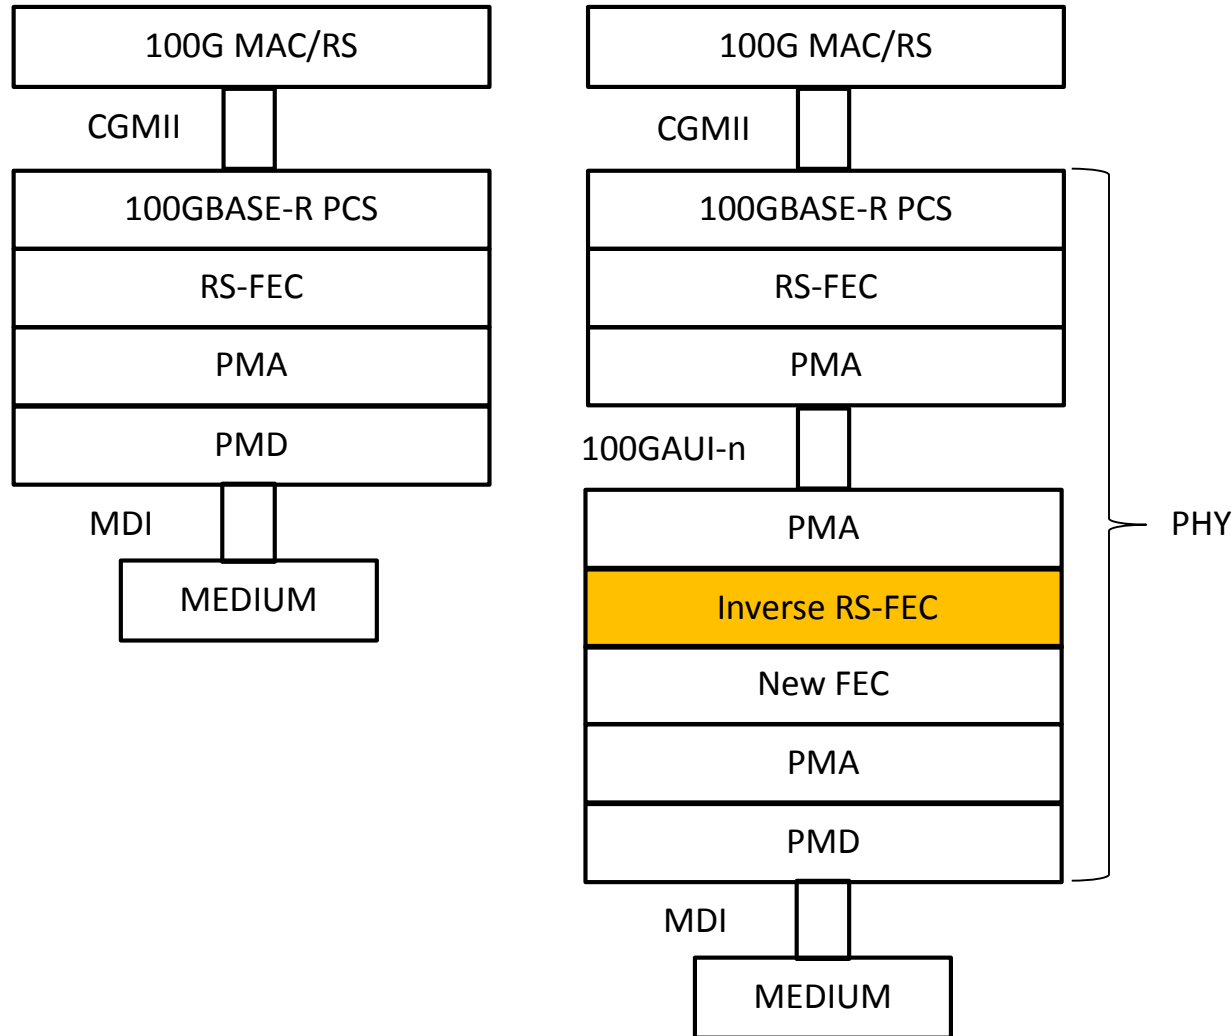 100G MAC/RS
CGMII
100GBASE-R PCS
RS-FEC
PMA
PMD
MDI
MEDIUM
100G MAC/RS
CGMII
100GBASE-R PCS
RS-FEC
PMA
100GAUI-n
PMA
Inverse RS-FEC
New FEC
PMA
PMD
MDI
MEDIUM
PHY